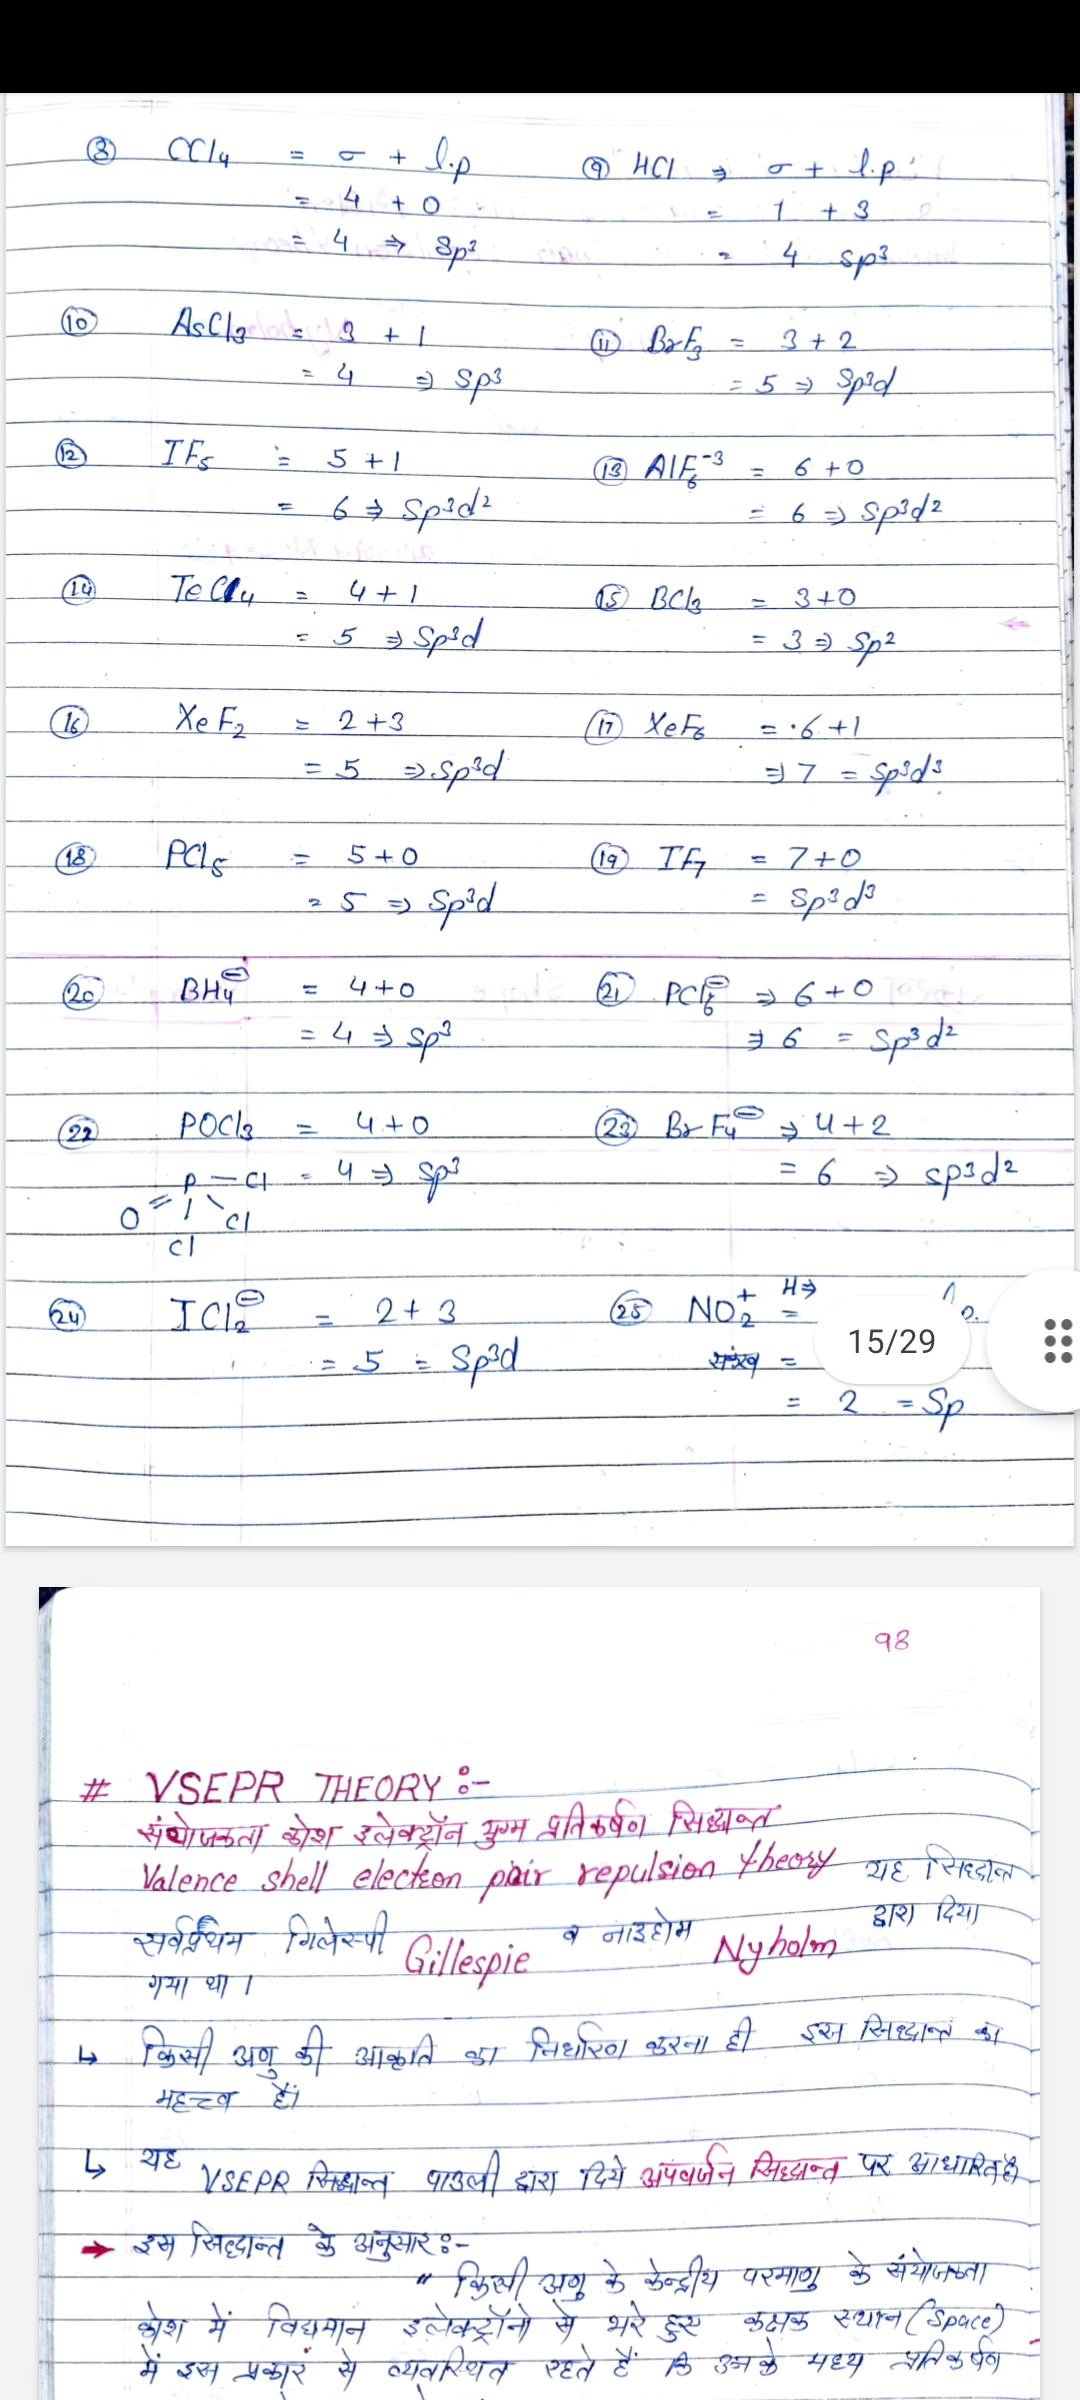 ⑧ CCl₄ = σ + l.p
= 4 + 0
= 4 ⇒ Sp³
⑨ HCl ⇒ σ + l.p
= 1 + 3
= 4 Sp³
⑩ AsCl₃ = 3 + 1
= 4 ⇒ Sp³
⑪ BrF₃ = 3 + 2
= 5 ⇒ Sp³d
⑫ IF₅ = 5 + 1
= 6 ⇒ Sp³d²
⑬ AlF₆⁻³ = 6 + 0
= 6 ⇒ Sp³d²
⑭ TeCl₄ = 4 + 1
= 5 ⇒ Sp³d
⑮ BCl₃ = 3+0
= 3 ⇒ Sp²
⑯ XeF₂ = 2 + 3
= 5 ⇒ Sp³d
⑰ XeF₆ = 6 + 1
⇒ 7 = Sp³d³
⑱ PCl₅ = 5 + 0
= 5 ⇒ Sp³d
⑲ IF₇ = 7 + 0
= Sp³d³
⑳ BH₄⊖ = 4+0
= 4 ⇒ Sp³
㉑ PCl₆⊖ ⇒ 6 + 0
⇒ 6 = Sp³d²
㉒ POCl₃ = 4+0
P – Cl = 4 ⇒ Sp³
O = Cl
Cl
㉓ BrF₄⊖ ⇒ 4 + 2
= 6 ⇒ sp³d²
㉔ ICl₂⊖ = 2 + 3
= 5 = Sp³d
㉕ NO₂⁺ H⇒
=
= 2 = Sp
15/29
98
# VSEPR THEORY :-
संयोजकता कोश इलेक्ट्रॉन युग्म प्रतिकर्षण सिद्धान्त
Valence shell electron pair repulsion theory यह सिद्धान्त
सर्वप्रथम गिलेस्पी Gillespie व नाइहोम Nyholm द्वारा दिया
गया था ।
↳ किसी अणु की आकृति का निर्धारण करना ही इस सिद्धान्त का
महत्त्व हैं।
↳ यह VSEPR सिद्धान्त पाउली द्वारा दिये अपवर्जन सिद्धान्त पर आधारित है
→ इस सिद्धान्त के अनुसार :-
" किसी अणु के केन्द्रीय परमाणु के संयोजकता
कोश में विद्यमान इलेक्ट्रॉनो से भरे हुए कक्षक स्थान (Space)
में इस प्रकार से व्यवस्थित रहते हैं कि उनके मध्य प्रतिकर्षण